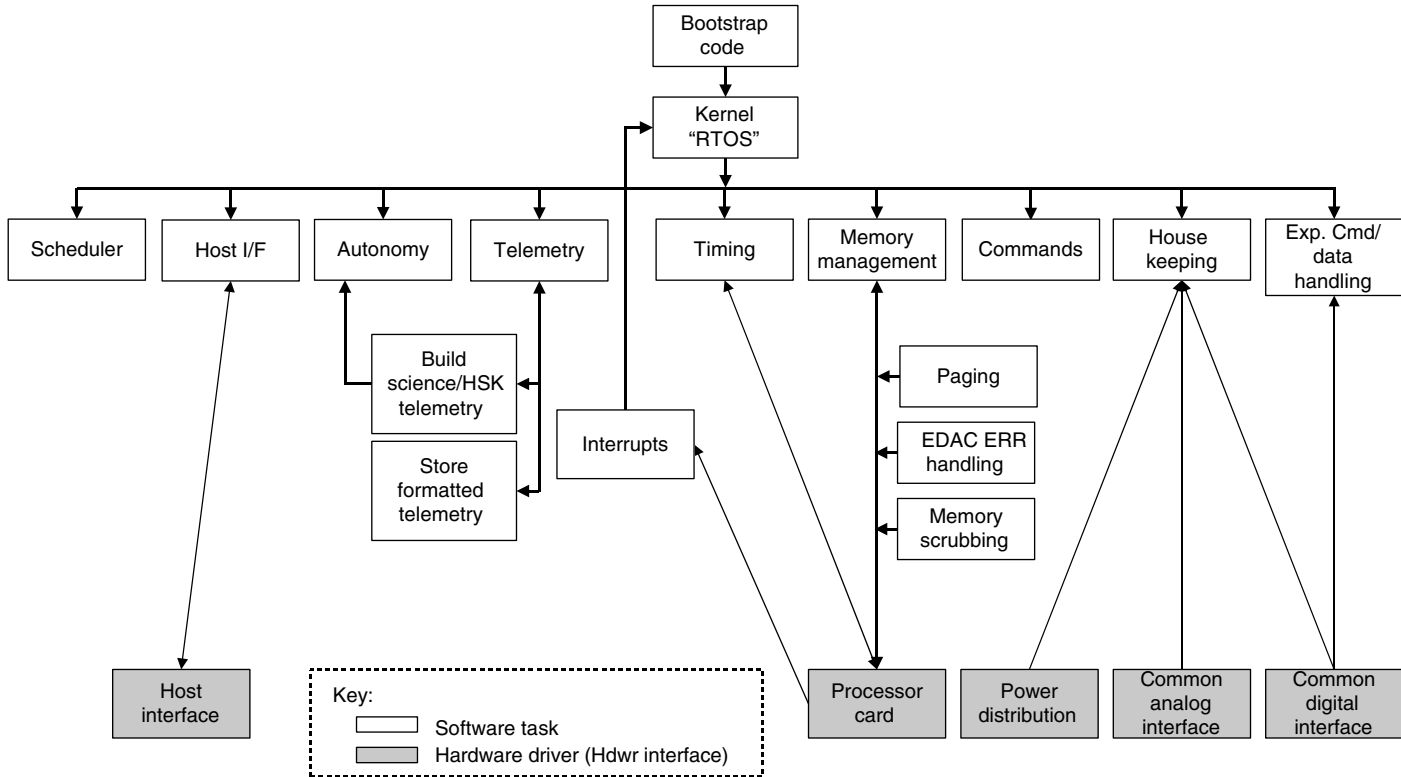 Bootstrap
code
Kernel
“RTOS”
Scheduler
Host I/F
Autonomy
Telemetry
Timing
Memory
management
Commands
House
keeping
Exp. Cmd/
data
handling
Build
science/HSK
telemetry
Store
formatted
telemetry
Interrupts
Paging
EDAC ERR
handling
Memory
scrubbing
Host
interface
Key:
Software task
Hardware driver (Hdwr interface)
Processor
card
Power
distribution
Common
analog
interface
Common
digital
interface